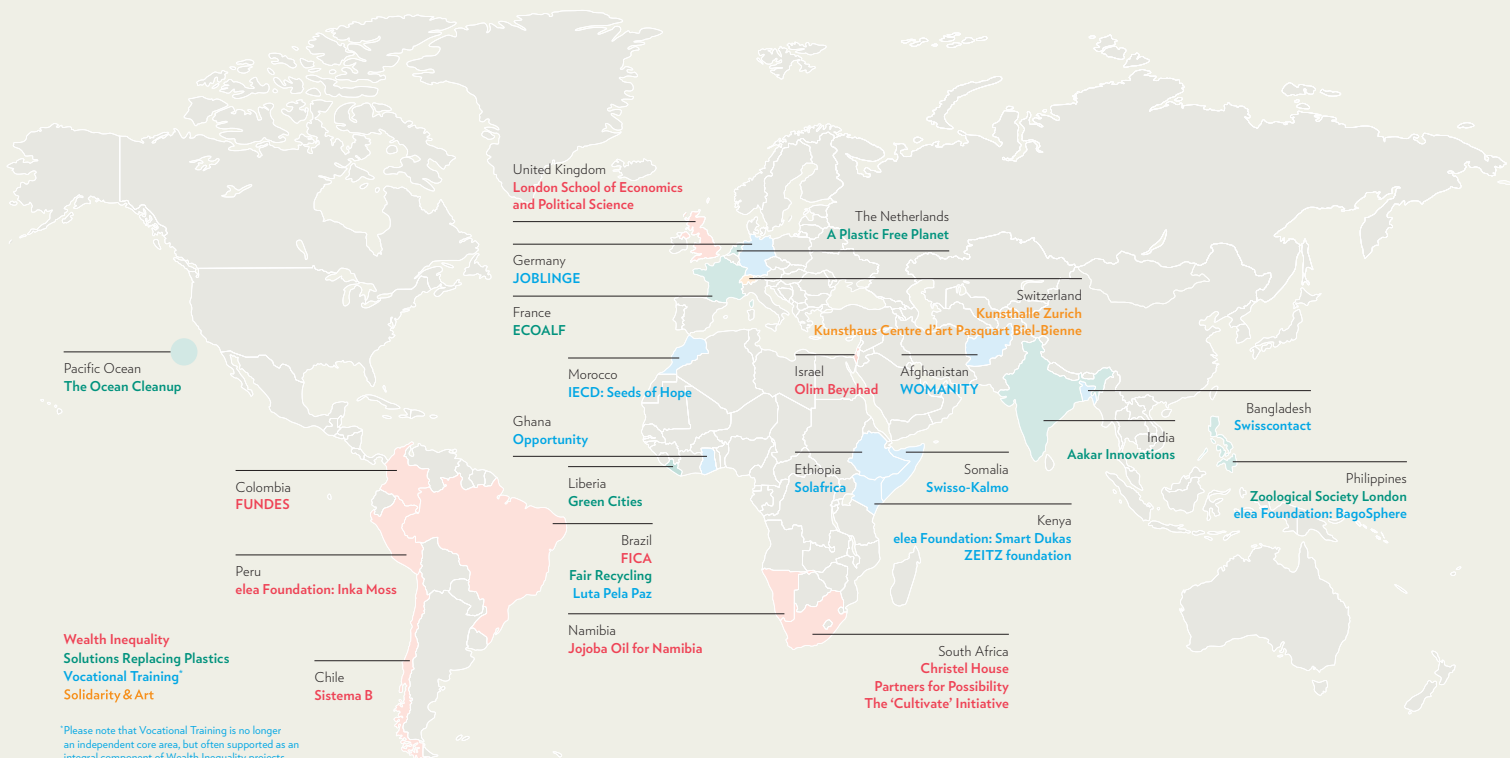 United Kingdom
London School of Economics
and Political Science
The Netherlands
A Plastic Free Planet
Germany
JOBLINGE
Switzerland
Kunsthalle Zurich
Kunsthaus Centre d'art Pasquart Biel-Bienne
France
ECOALF
Pacific Ocean
The Ocean Cleanup
Morocco
IECD: Seeds of Hope
Israel
Olim Beyahad
Afghanistan
WOMANITY
Bangladesh
Swisscontact
Ghana
Opportunity
India
Aakar Innovations
Colombia
FUNDES
Liberia
Green Cities
Ethiopia
Solafrica
Somalia
Swisso-Kalmo
Philippines
Zoological Society London
elea Foundation: BagoSphere
Kenya
elea Foundation: Smart Dukas
ZEITZ foundation
Brazil
FICA
Fair Recycling
Luta Pela Paz
Peru
elea Foundation: Inka Moss
Namibia
Jojoba Oil for Namibia
South Africa
Christel House
Partners for Possibility
The 'Cultivate' Initiative
Chile
Sistema B
Wealth Inequality
Solutions Replacing Plastics
Vocational Training*
Solidarity & Art
*Please note that Vocational Training is no longer
an independent core area, but often supported as an
integral component of Wealth Inequality projects